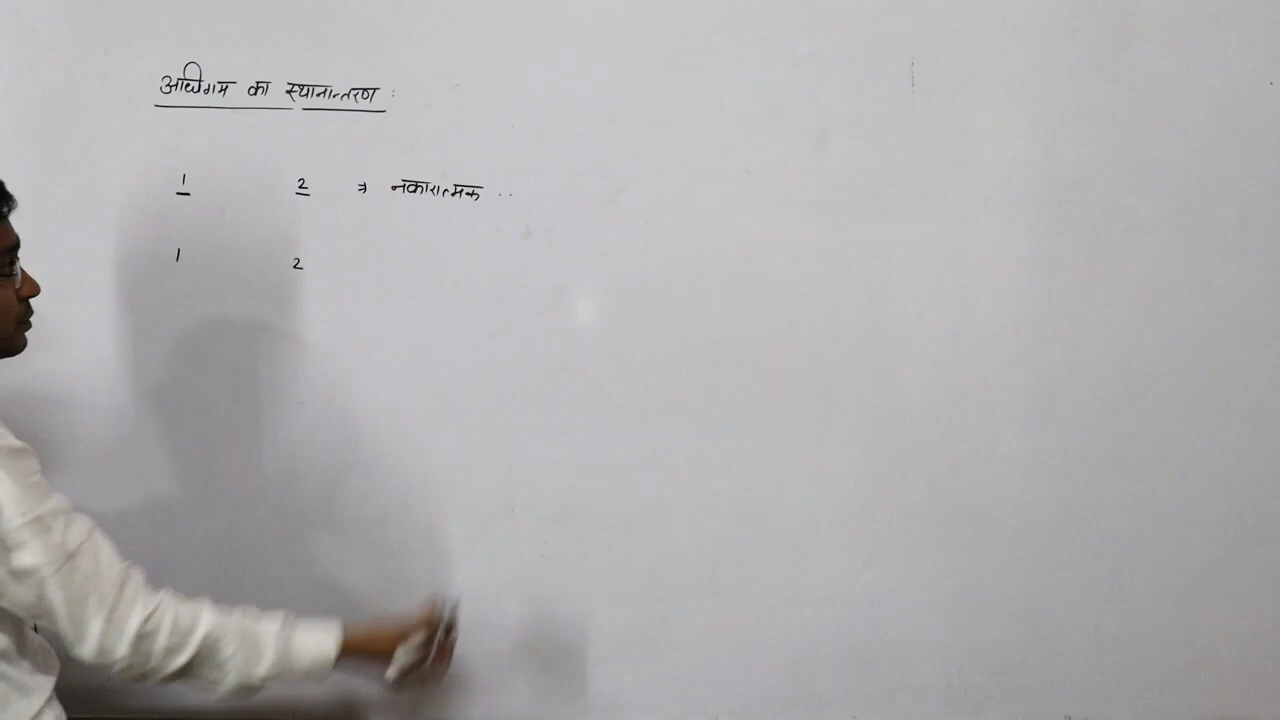 अधिगम का स्थानान्तरण :
1 2 ⇒ नकारात्मक ..
1 2